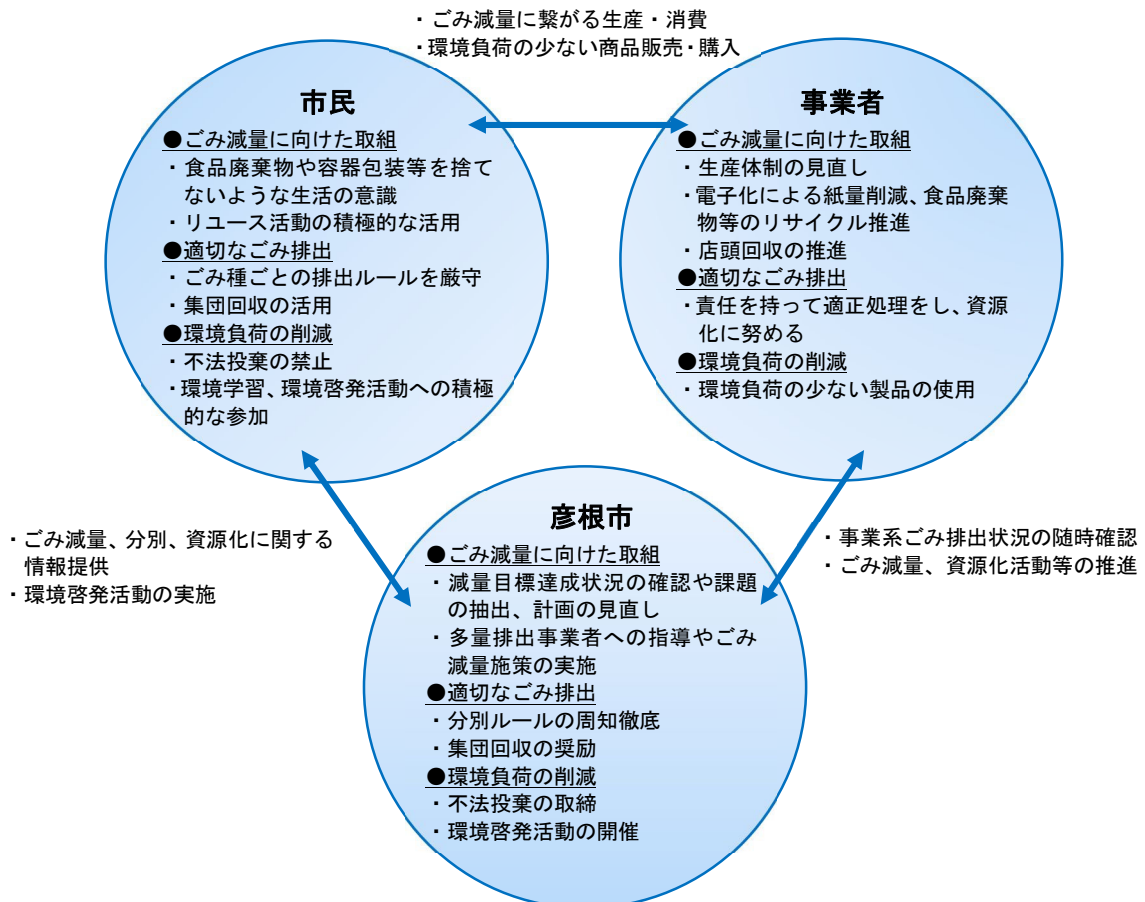 ・ごみ減量に繋がる生産・消費
・環境負荷の少ない商品販売・購入
市民
●ごみ減量に向けた取組
・食品廃棄物や容器包装等を捨て
ないような生活の意識
・リユース活動の積極的な活用
●適切なごみ排出
・ごみ種ごとの排出ルールを厳守
・集団回収の活用
●環境負荷の削減
・不法投棄の禁止
・環境学習、環境啓発活動への積極
的な参加
事業者
●ごみ減量に向けた取組
・生産体制の見直し
・電子化による紙量削減、食品廃棄
物等のリサイクル推進
・店頭回収の推進
●適切なごみ排出
・責任を持って適正処理をし、資源
化に努める
●環境負荷の削減
・環境負荷の少ない製品の使用
・ごみ減量、分別、資源化に関する
情報提供
・環境啓発活動の実施
彦根市
●ごみ減量に向けた取組
・減量目標達成状況の確認や課題
の抽出、計画の見直し
・多量排出事業者への指導やごみ
減量施策の実施
●適切なごみ排出
・分別ルールの周知徹底
・集団回収の奨励
●環境負荷の削減
・不法投棄の取締
・環境啓発活動の開催
・事業系ごみ排出状況の随時確認
・ごみ減量、資源化活動等の推進